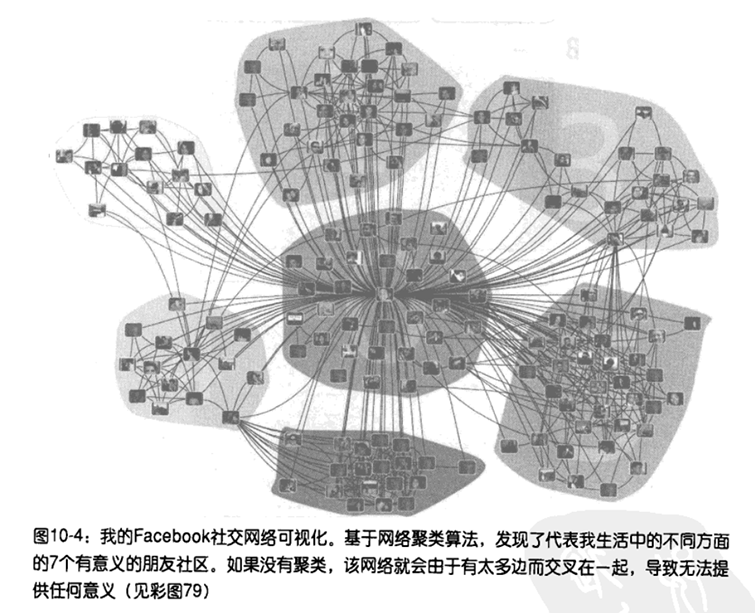 图10-4：我的Facebook社交网络可视化。基于网络聚类算法，发现了代表我生活中的不同方面
的7个有意义的朋友社区。如果没有聚类，该网络就会由于有太多边而交叉在一起，导致无法提
供任何意义（见彩图79）